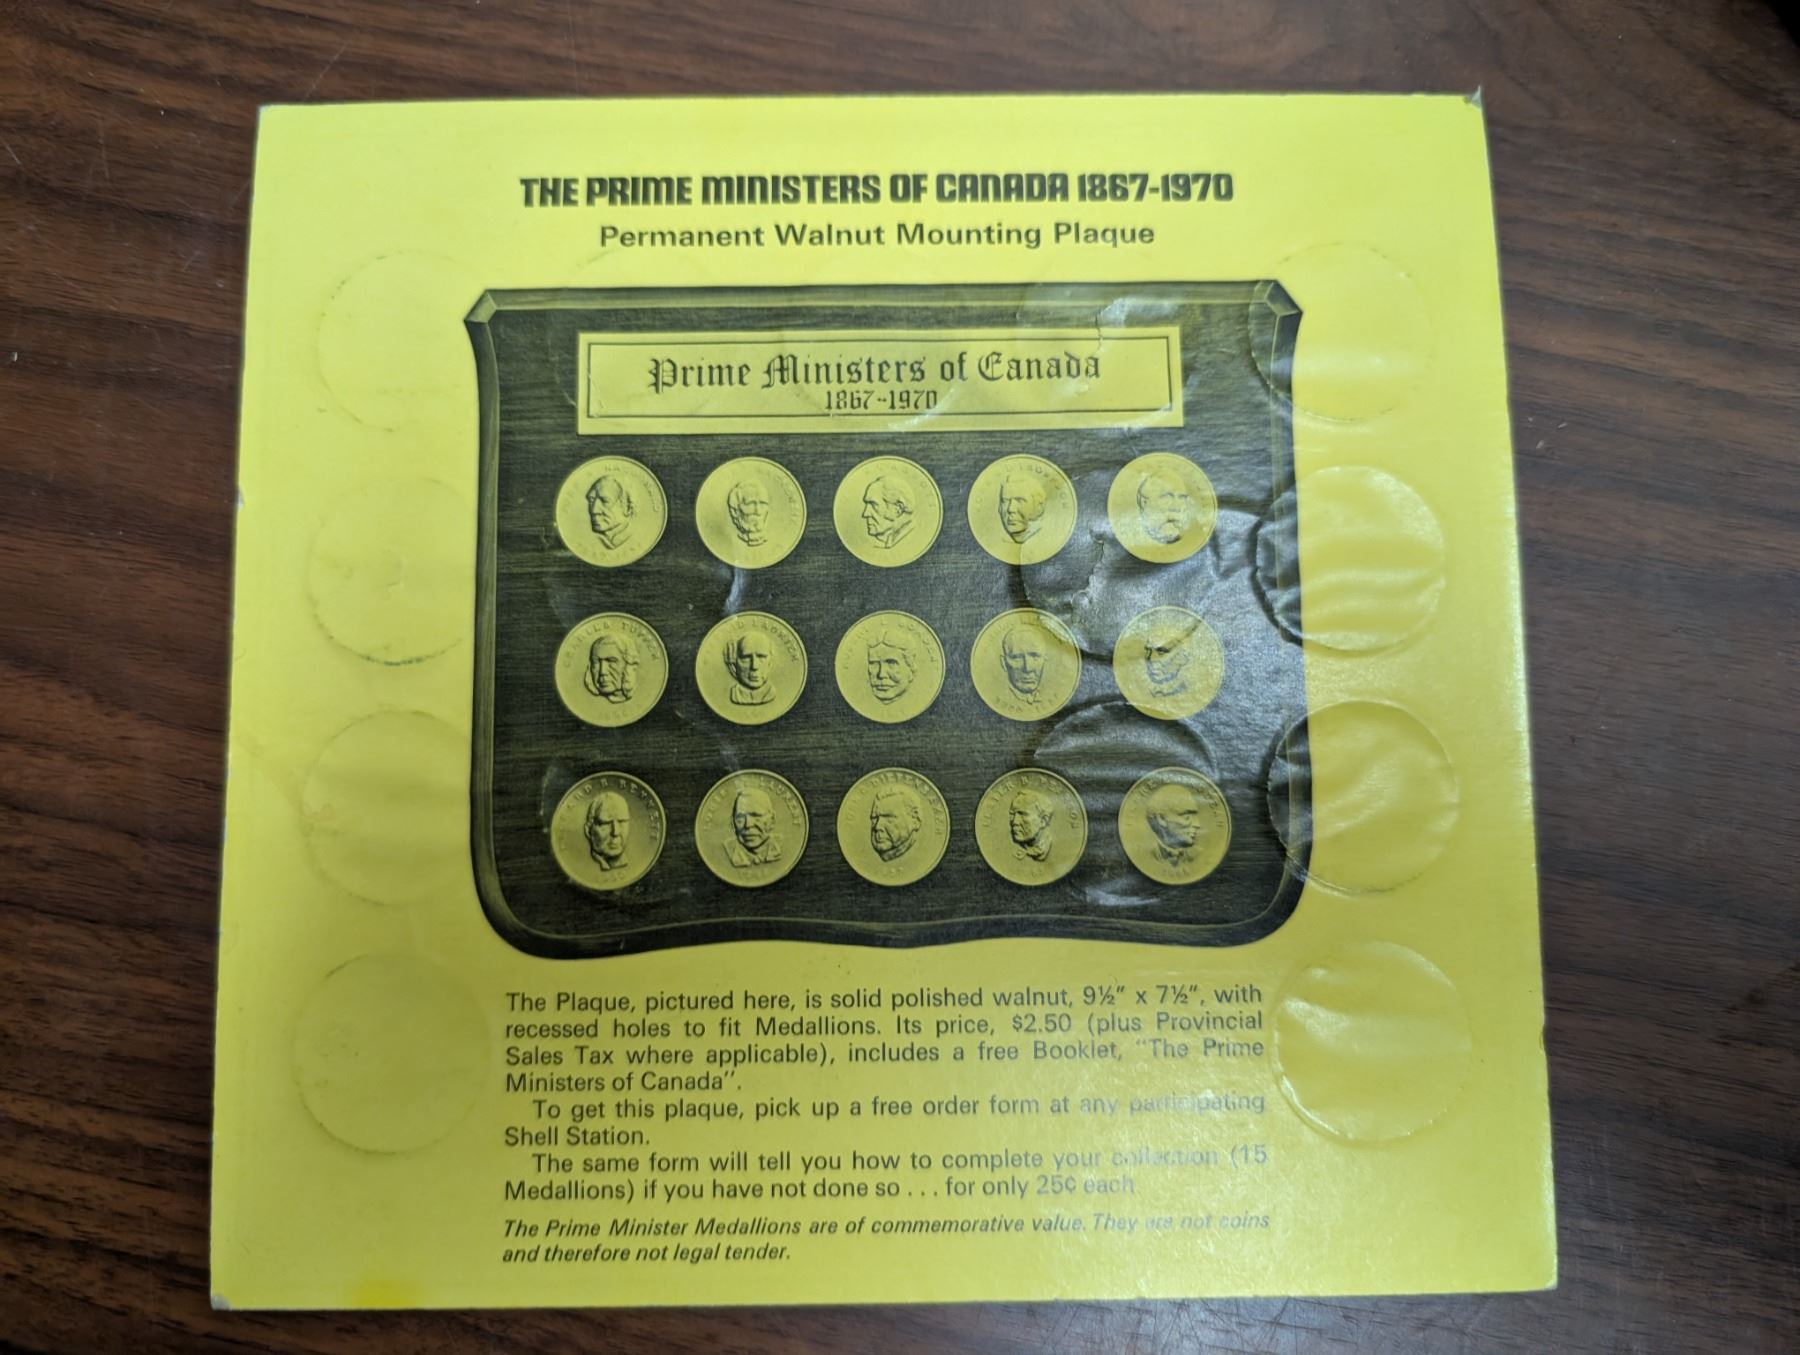 THE PRIME MINISTERS OF CANADA 1867-1970
Permanent Walnut Mounting Plaque
Prime Ministers of Canada
1867-1970
CHARLES TUPPER
The Plaque, pictured here, is solid polished walnut, 9½" x 7½", with
recessed holes to fit Medallions. Its price, $2.50 (plus Provincial
Sales Tax where applicable), includes a free Booklet, "The Prime
Ministers of Canada".
To get this plaque, pick up a free order form at any participating
Shell Station.
The same form will tell you how to complete your collection (15
Medallions) if you have not done so . . . for only 25¢ each
The Prime Minister Medallions are of commemorative value. They are not coins
and therefore not legal tender.